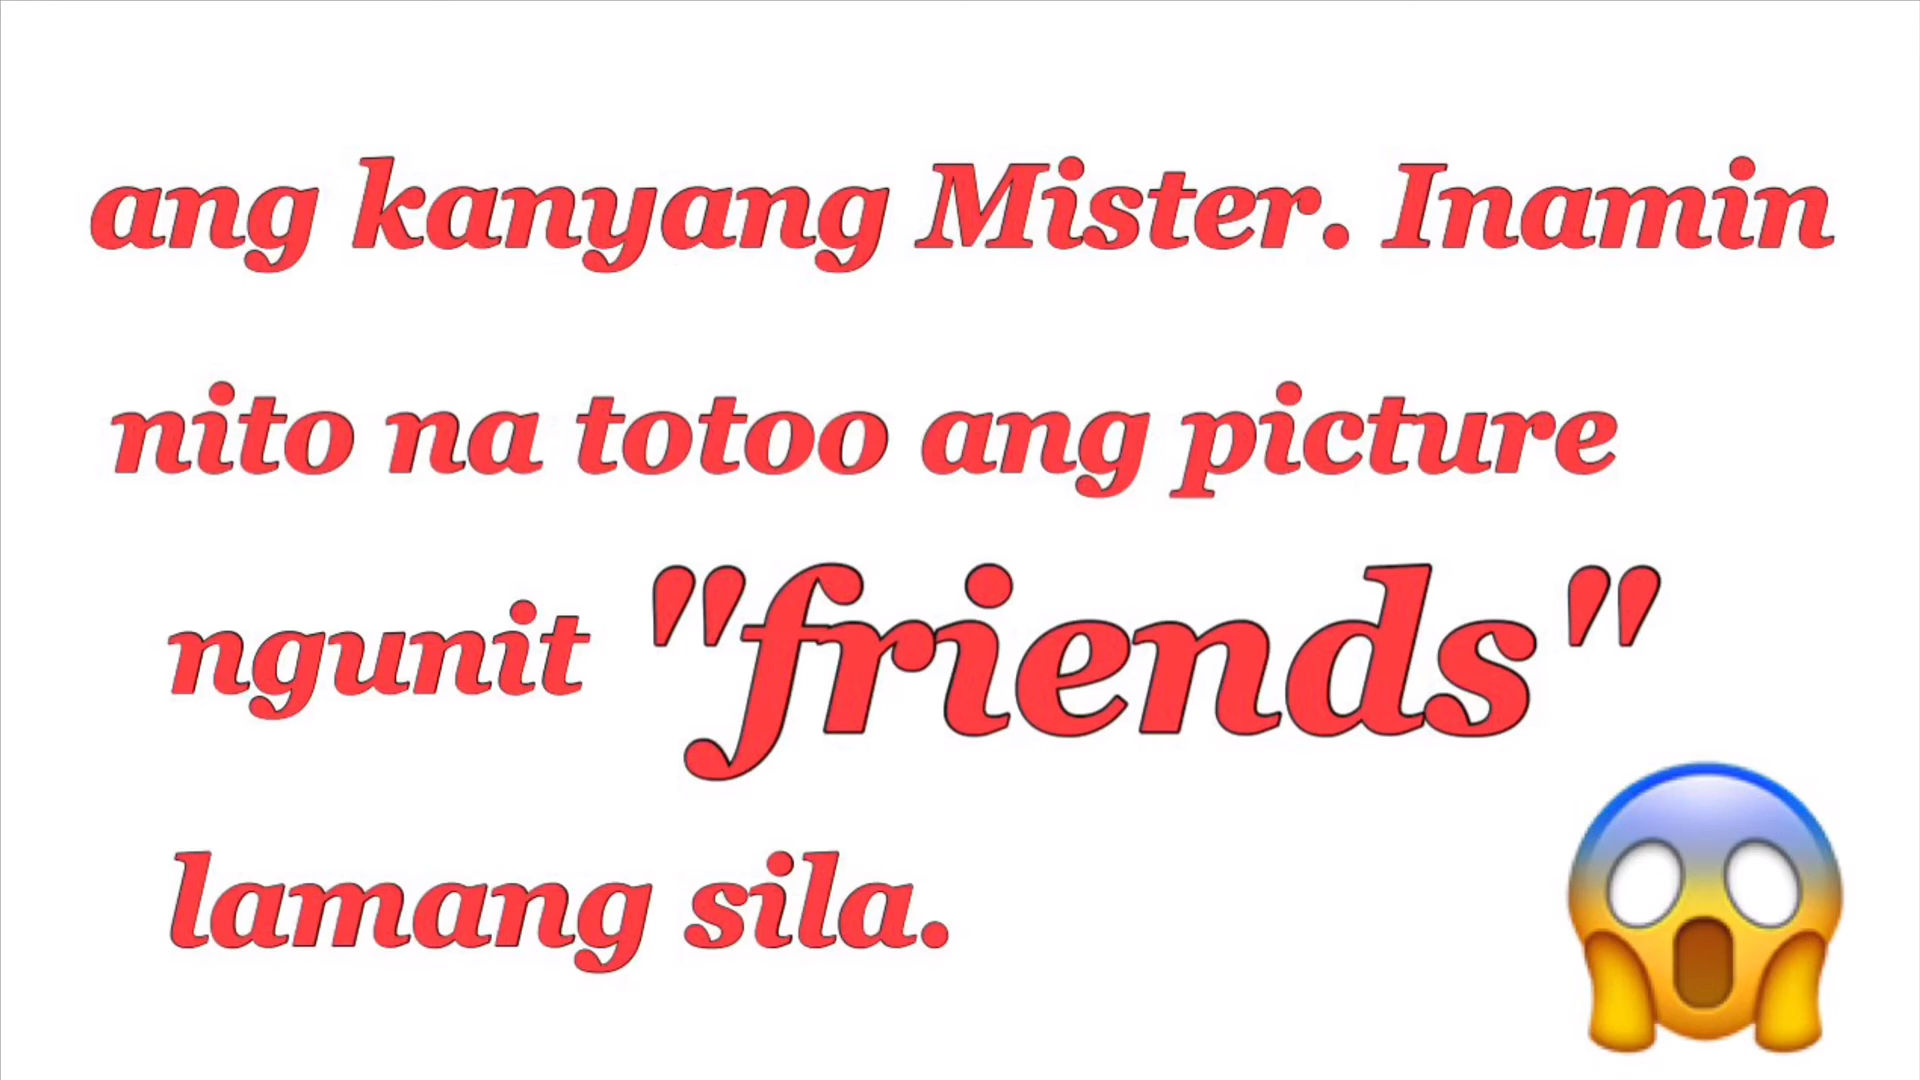 ang kanyang Mister. Inamin
nito na totoo ang picture
ngunit "friends"
lamang sila.